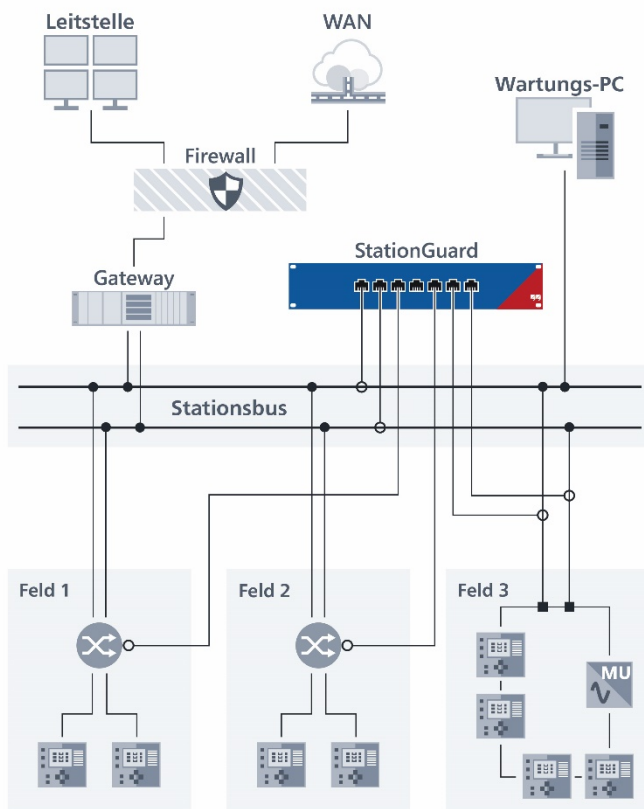 Leitstelle
WAN
Wartungs-PC
Firewall
StationGuard
Gateway
Stationsbus
Feld 1
Feld 2
Feld 3
MU